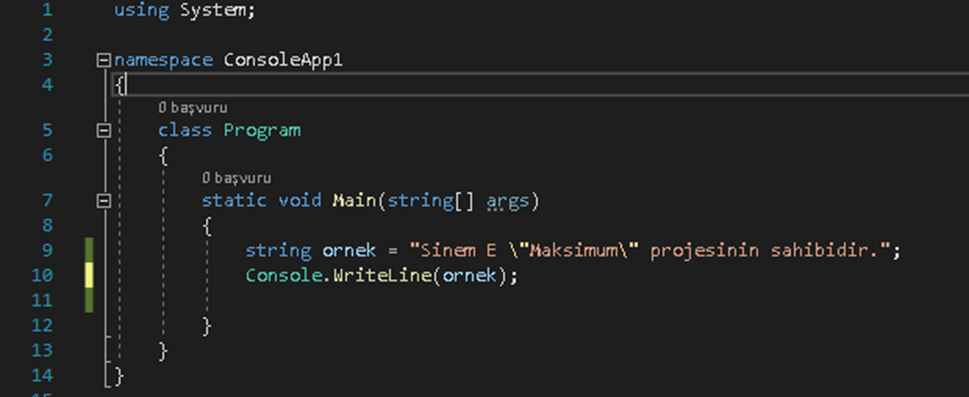 1 using System;
2
3 namespace ConsoleApp1
4 {
0 başvuru
5 class Program
6 {
0 başvuru
7 static void Main(string[] args)
8 {
9 string ornek = "Sinem E \"Maksimum\" projesinin sahibidir.";
10 Console.WriteLine(ornek);
11
12 }
13 }
14 }
15